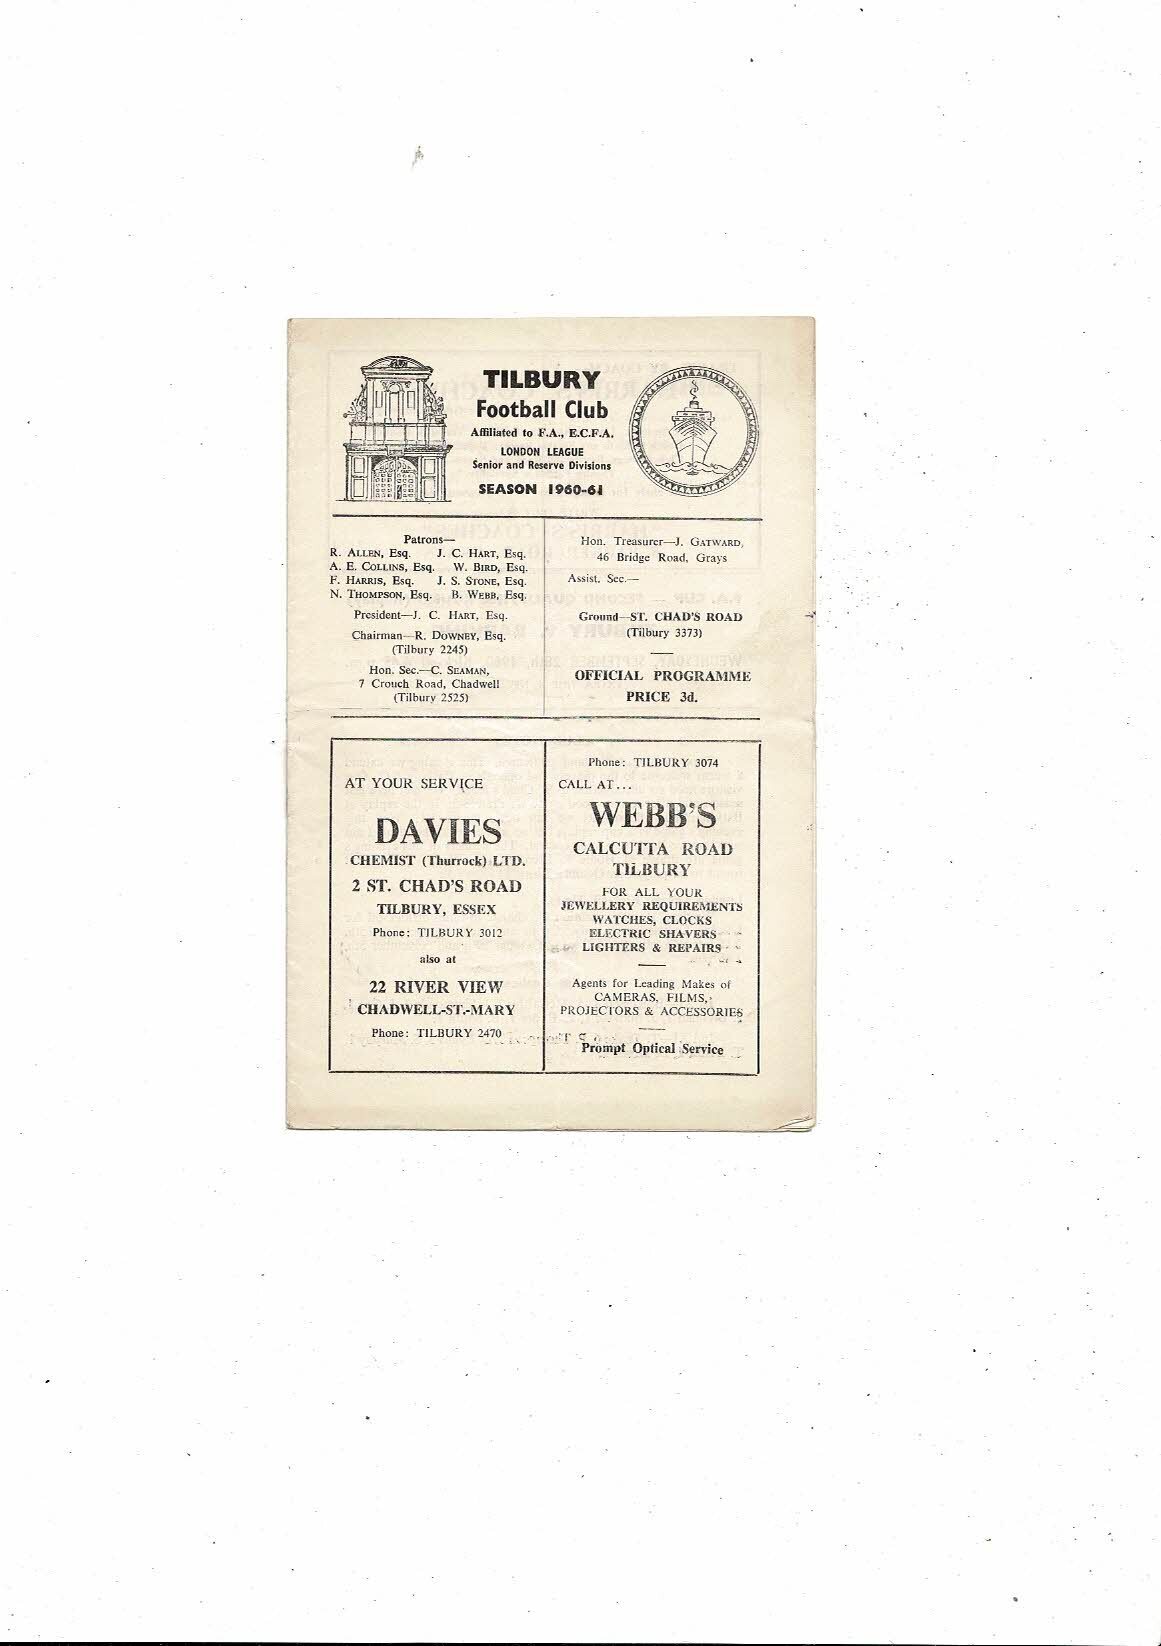 TILBURY
Football Club
Affiliated to F.A., E.C.F.A.
LONDON LEAGUE
Senior and Reserve Divisions
SEASON 1960-61
Patrons—
R. ALLEN, Esq. J. C. HART, Esq.
A. E. COLLINS, Esq. W. BIRD, Esq.
F. HARRIS, Esq. J. S. STONE, Esq.
N. THOMPSON, Esq. B. WEBB, Esq.
President—J. C. HART, Esq.
Chairman—R. DOWNEY, Esq.
(Tilbury 2245)
Hon. Sec.—C. SEAMAN,
7 Crouch Road, Chadwell
(Tilbury 2525)
Hon. Treasurer—J. GATWARD,
46 Bridge Road, Grays
Assist. Sec.—
Ground—ST. CHAD'S ROAD
(Tilbury 3373)
OFFICIAL PROGRAMME
PRICE 3d.
AT YOUR SERVICE
DAVIES
CHEMIST (Thurrock) LTD.
2 ST. CHAD'S ROAD
TILBURY, ESSEX
Phone: TILBURY 3012
also at
22 RIVER VIEW
CHADWELL-ST.-MARY
Phone: TILBURY 2470
Phone: TILBURY 3074
CALL AT...
WEBB'S
CALCUTTA ROAD
TILBURY
FOR ALL YOUR
JEWELLERY REQUIREMENTS
WATCHES, CLOCKS
ELECTRIC SHAVERS
LIGHTERS & REPAIRS
Agents for Leading Makes of
CAMERAS, FILMS,
PROJECTORS & ACCESSORIES
Prompt Optical Service